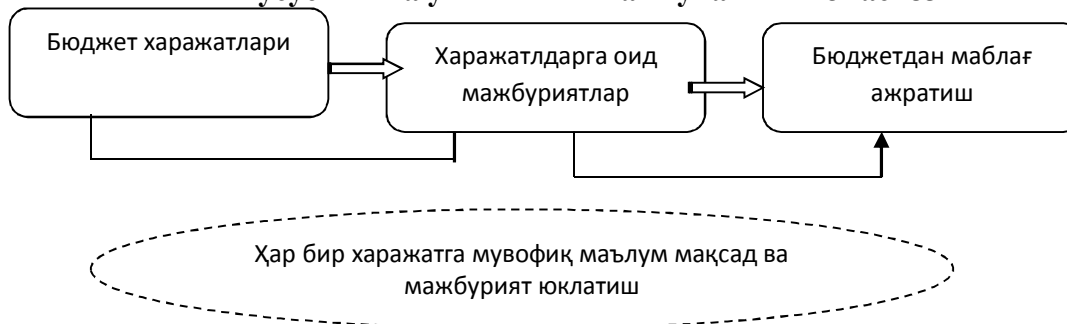 Бюджет харажатлари
Харажатлдарга оид
мажбуриятлар
Бюджетдан маблағ
ажратиш
Ҳар бир харажатга мувофиқ маълум мақсад ва
мажбурият юклатиш